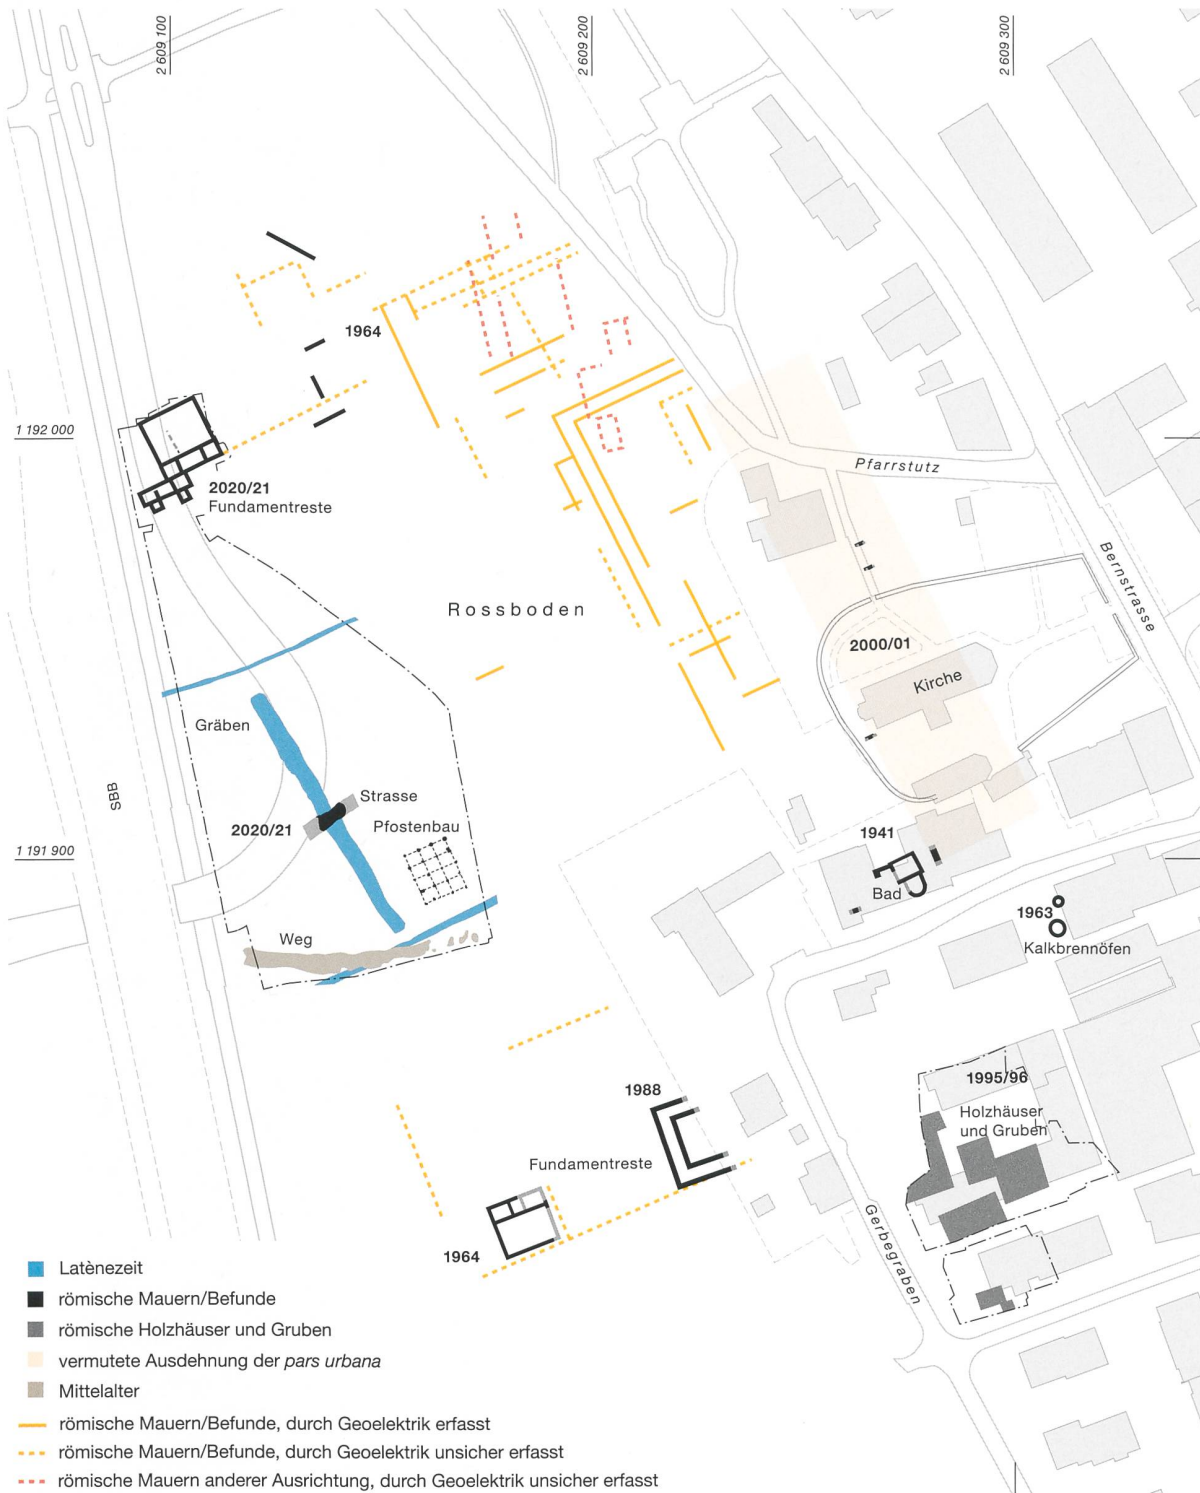 2 609 100
2 609 200
2 609 300
1964
1 192 000
Pfarrstutz
2020/21
Fundamentreste
Bernstrasse
Rossboden
2000/01
Kirche
Gräben
SBB
Strasse
2020/21
Pfostenbau
1941
1 191 900
Bad
1963
Weg
Kalkbrennöfen
1995/96
1988
Holzhäuser
und Gruben
Fundamentreste
Gerbegraben
1964
Latènezeit
römische Mauern/Befunde
römische Holzhäuser und Gruben
vermutete Ausdehnung der pars urbana
Mittelalter
römische Mauern/Befunde, durch Geoelektrik erfasst
römische Mauern/Befunde, durch Geoelektrik unsicher erfasst
römische Mauern anderer Ausrichtung, durch Geoelektrik unsicher erfasst